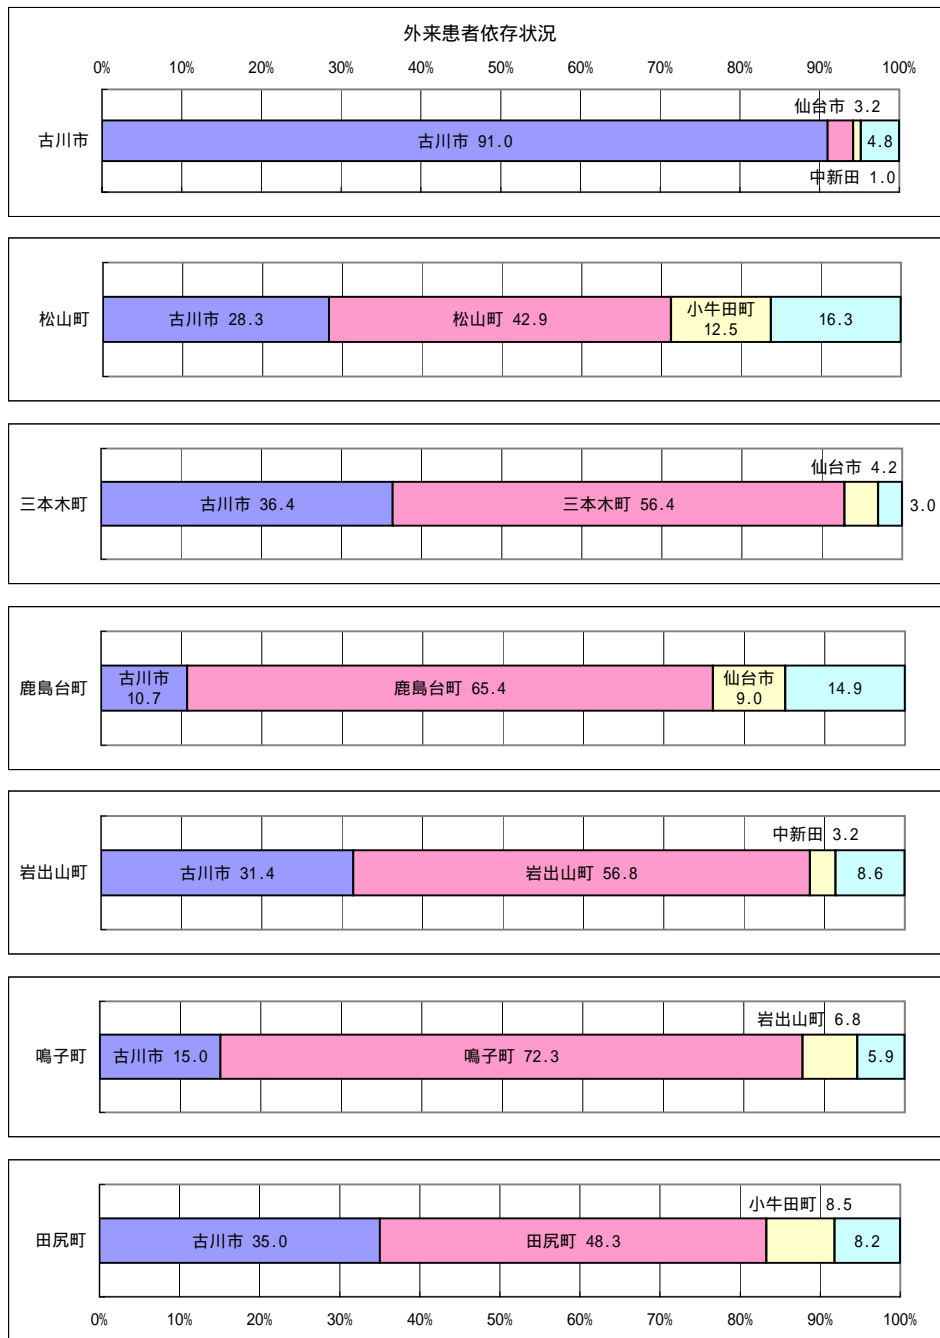 外来患者依存状況
0% 10% 20% 30% 40% 50% 60% 70% 80% 90% 100%
仙台市 3.2
古川市 古川市 91.0 4.8
中新田 1.0
松山町 古川市 28.3 松山町 42.9 小牛田町 12.5 16.3
仙台市 4.2
三本木町 古川市 36.4 三本木町 56.4 3.0
鹿島台町 古川市 10.7 鹿島台町 65.4 仙台市 9.0 14.9
中新田 3.2
岩出山町 古川市 31.4 岩出山町 56.8 8.6
岩出山町 6.8
鳴子町 古川市 15.0 鳴子町 72.3 5.9
小牛田町 8.5
田尻町 古川市 35.0 田尻町 48.3 8.2
0% 10% 20% 30% 40% 50% 60% 70% 80% 90% 100%